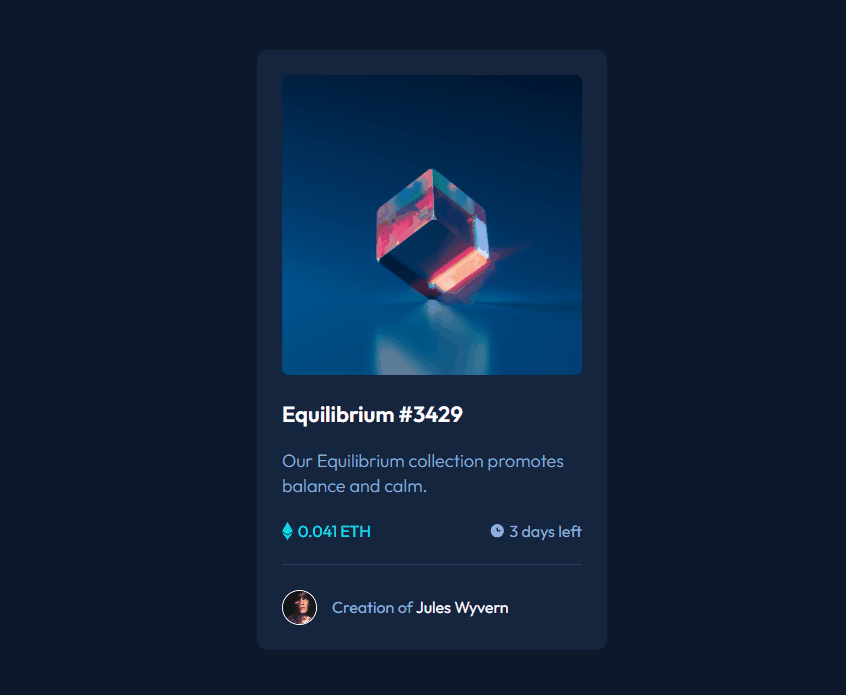 Equilibrium #3429
Our Equilibrium collection promotes
balance and calm.
0.041 ETH
3 days left
Creation of Jules Wyvern